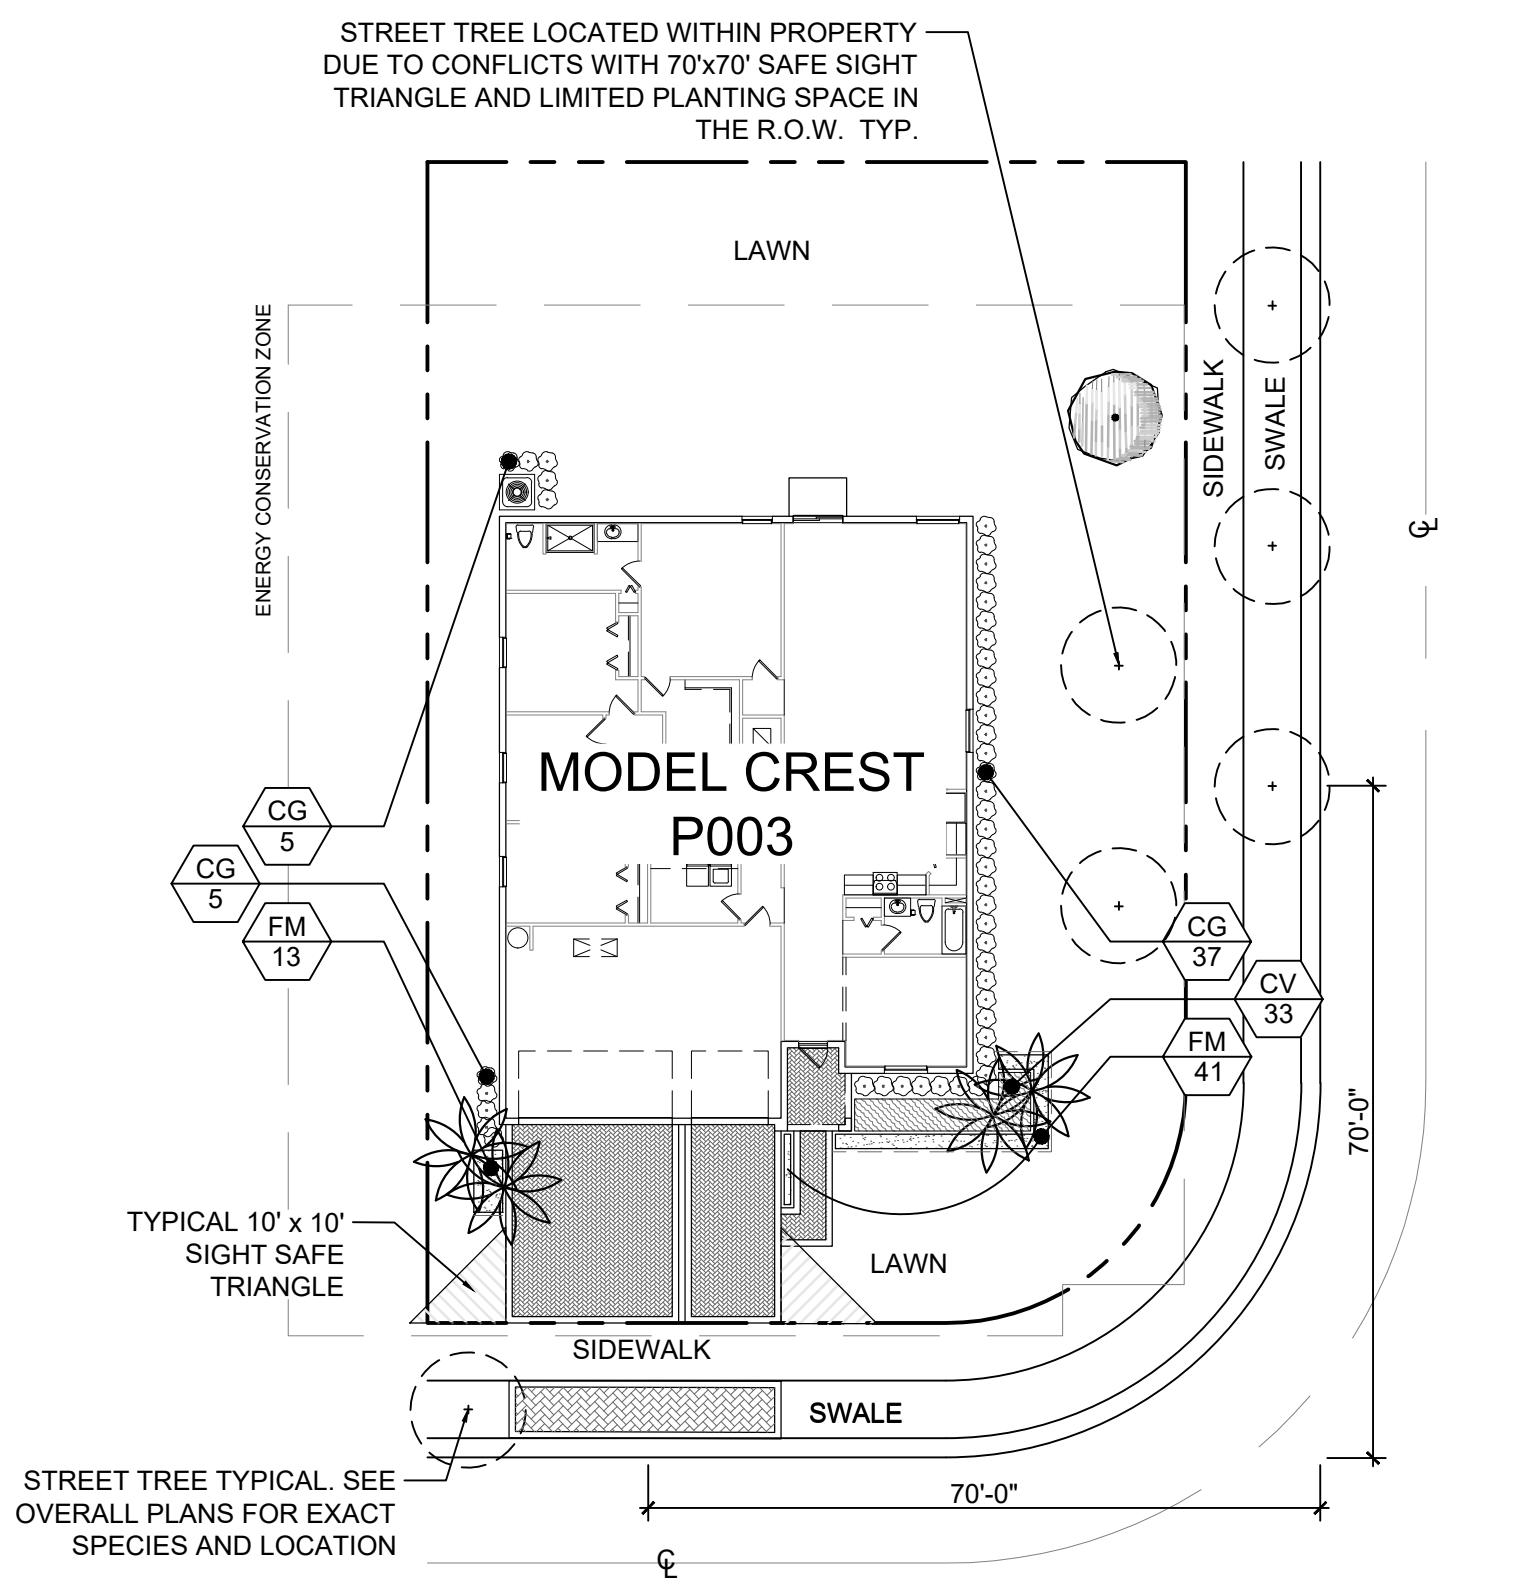 STREET TREE LOCATED WITHIN PROPERTY
DUE TO CONFLICTS WITH 70'x70' SAFE SIGHT
TRIANGLE AND LIMITED PLANTING SPACE IN
THE R.O.W. TYP.
LAWN
ENERGY CONSERVATION ZONE
SIDEWALK
SWALE
℄
MODEL CREST
P003
CG
5
CG
5
FM
13
CG
37
CV
33
FM
41
70'-0"
TYPICAL 10' x 10'
SIGHT SAFE
TRIANGLE
LAWN
SIDEWALK
SWALE
STREET TREE TYPICAL. SEE
OVERALL PLANS FOR EXACT
SPECIES AND LOCATION
70'-0"
℄